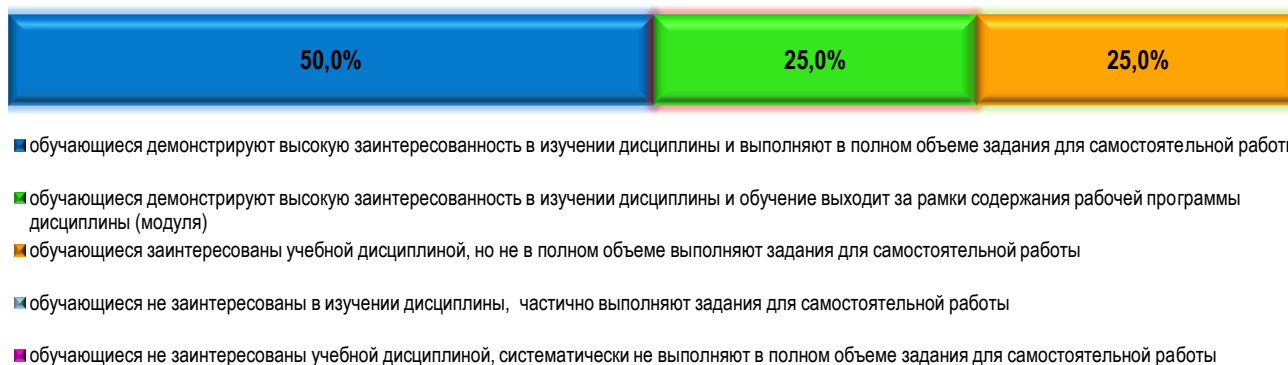 50,0% 25,0% 25,0%
обучающиеся демонстрируют высокую заинтересованность в изучении дисциплины и выполняют в полном объеме задания для самостоятельной работ
обучающиеся демонстрируют высокую заинтересованность в изучении дисциплины и обучение выходит за рамки содержания рабочей программы
дисциплины (модуля)
обучающиеся заинтересованы учебной дисциплиной, но не в полном объеме выполняют задания для самостоятельной работы
обучающиеся не заинтересованы в изучении дисциплины, частично выполняют задания для самостоятельной работы
обучающиеся не заинтересованы учебной дисциплиной, систематически не выполняют в полном объеме задания для самостоятельной работы